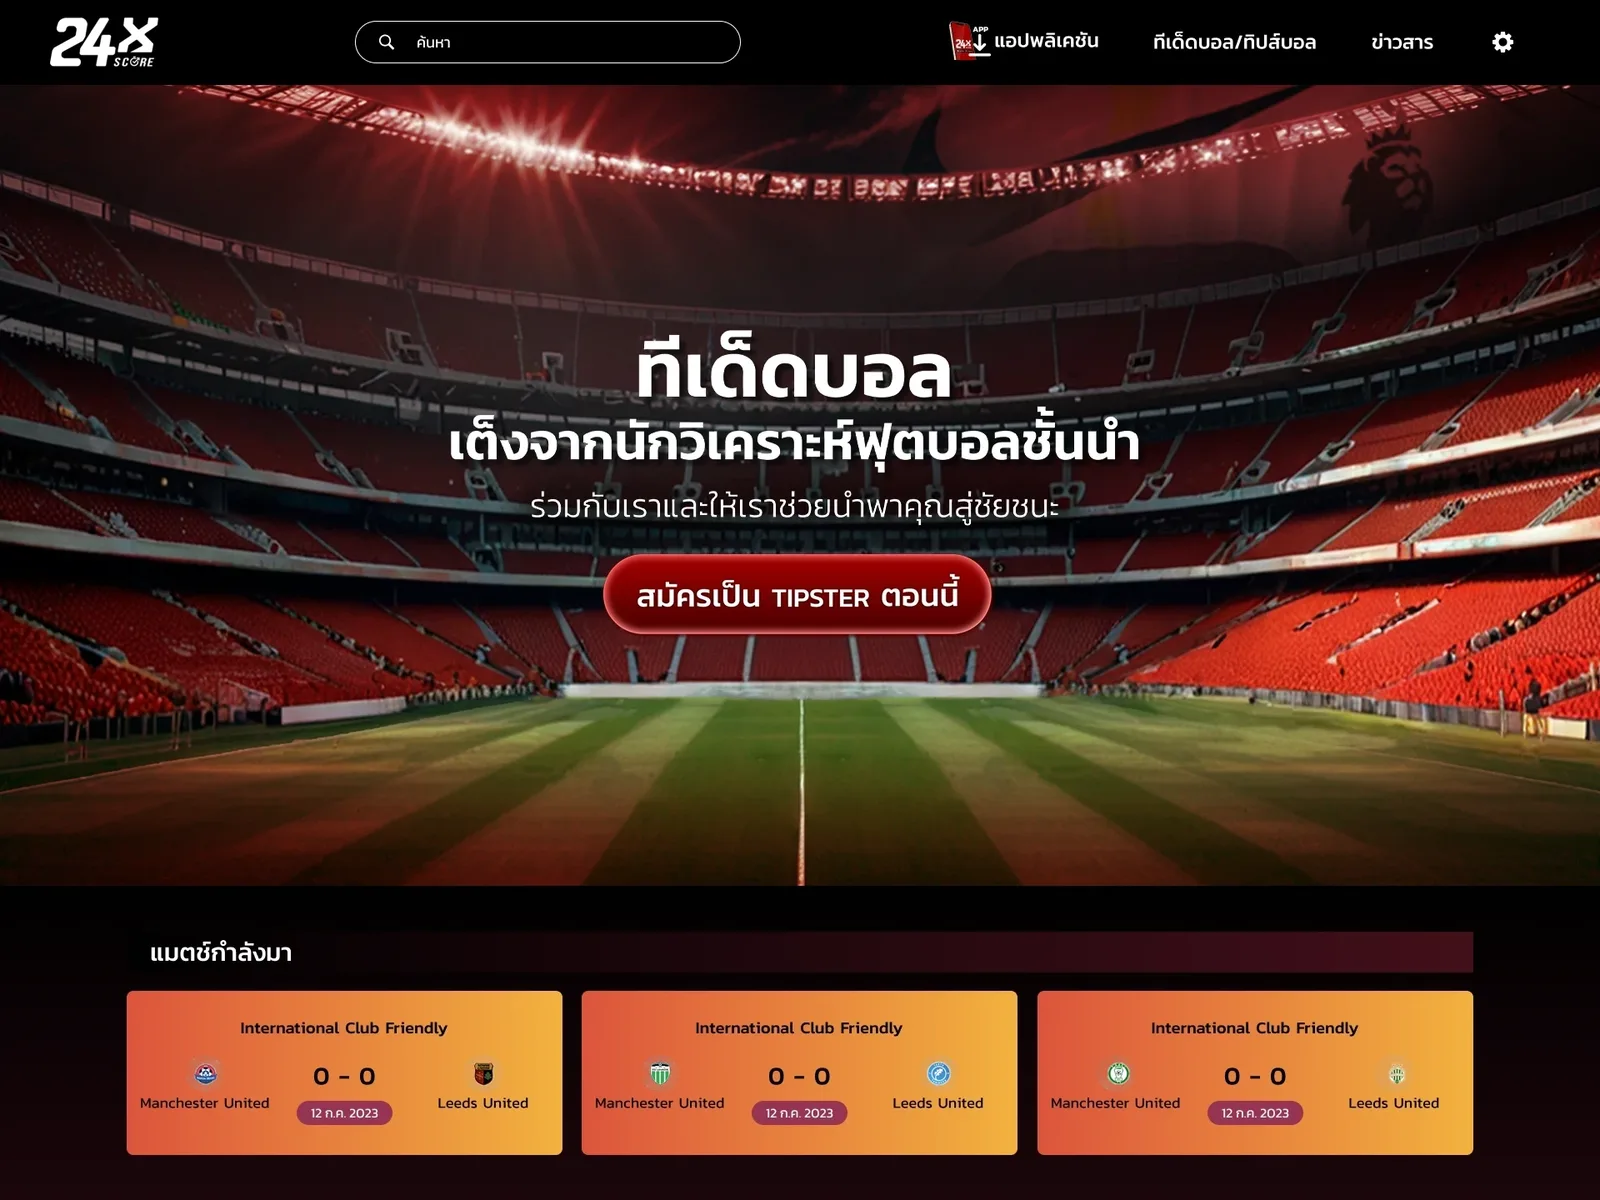 24X
SCORE
ค้นหา
APP
24X
แอปพลิเคชัน
ทีเด็ดบอล/ทิปส์บอล
ข่าวสาร
ทีเด็ดบอล
เต็งจากนักวิเคราะห์ฟุตบอลชั้นนำ
ร่วมกับเราและให้เราช่วยนำพาคุณสู่ชัยชนะ
สมัครเป็น TIPSTER ตอนนี้
แมตช์กำลังมา
International Club Friendly
0 - 0
Manchester United
Leeds United
12 ก.ค. 2023
International Club Friendly
0 - 0
Manchester United
Leeds United
12 ก.ค. 2023
International Club Friendly
0 - 0
Manchester United
Leeds United
12 ก.ค. 2023